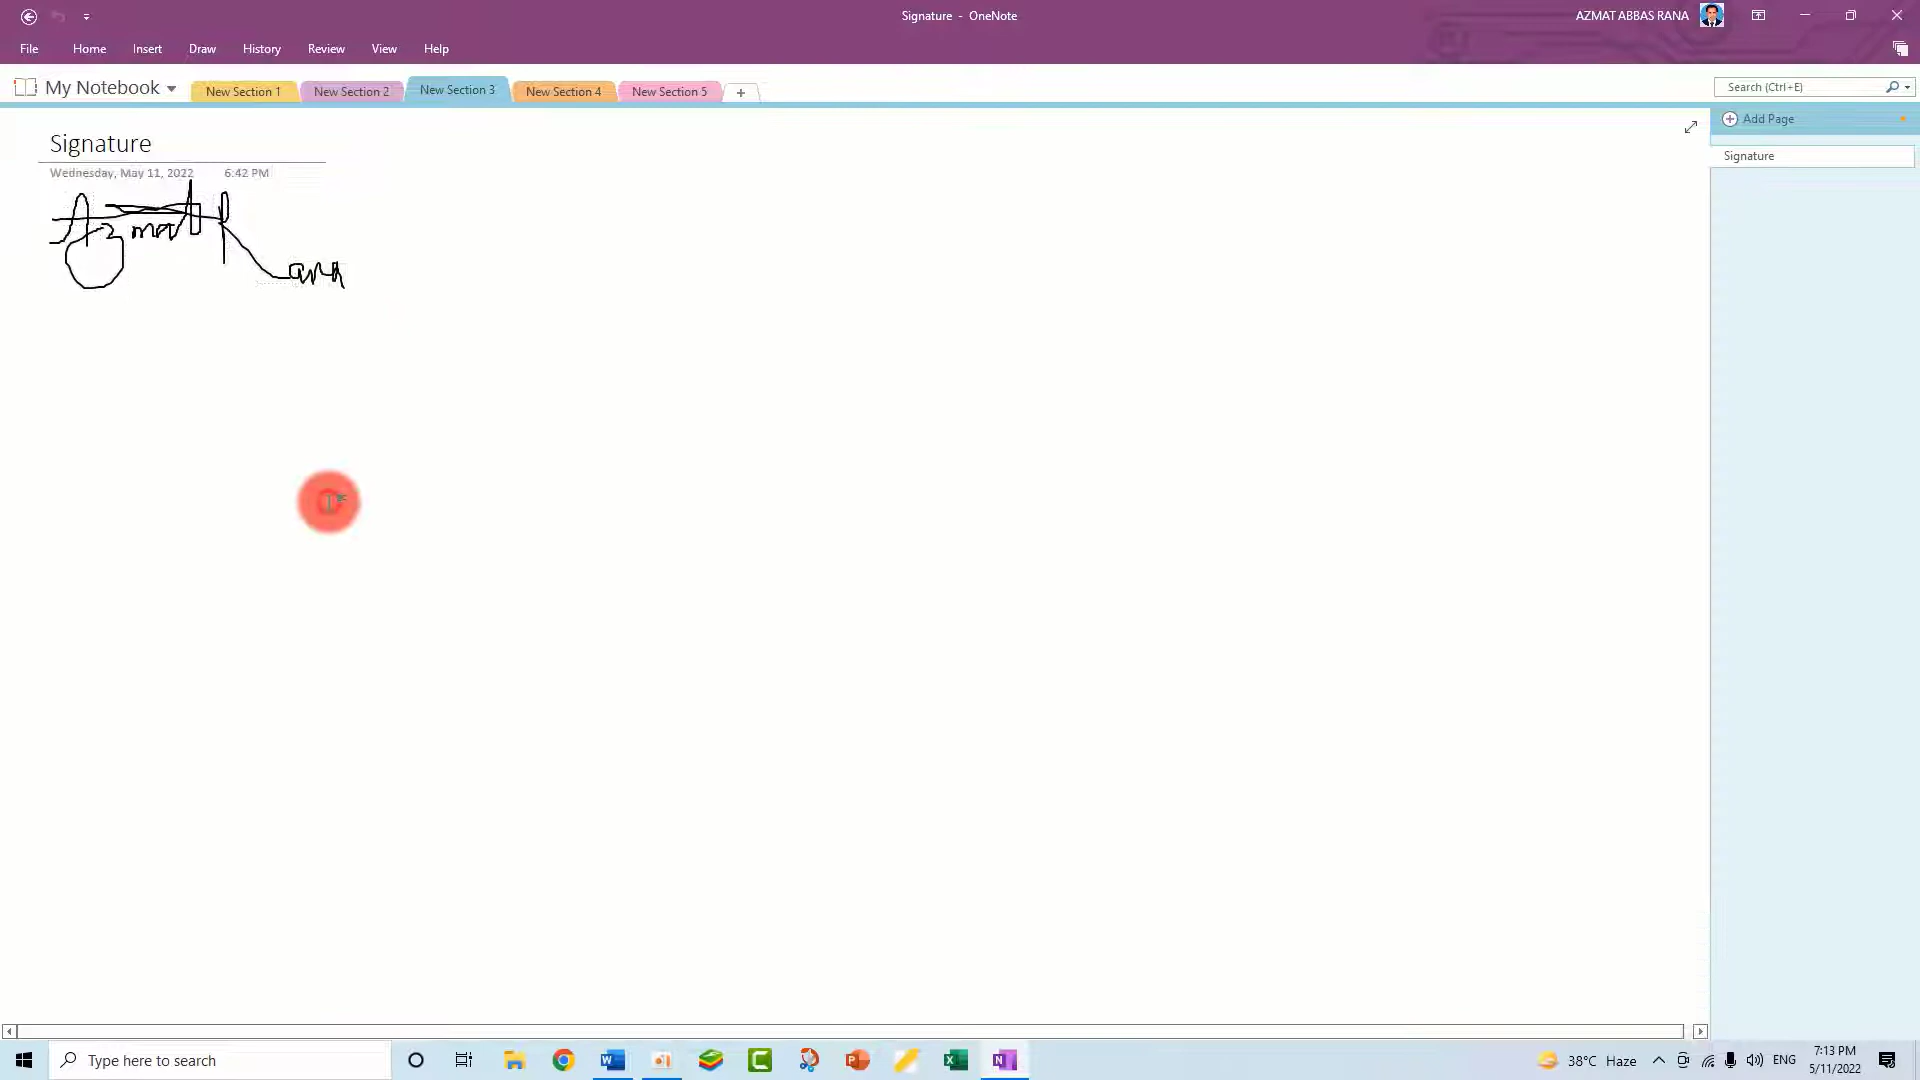 Signature - OneNote
AZMAT ABBAS RANA
File Home Insert Draw History Review View Help
My Notebook New Section 1 New Section 2 New Section 3 New Section 4 New Section 5 +
Search (Ctrl+E)
Add Page
Signature
Signature
Wednesday, May 11, 2022 6:42 PM
Azmat Rana
Type here to search
38°C Haze
ENG
7:13 PM
5/11/2022